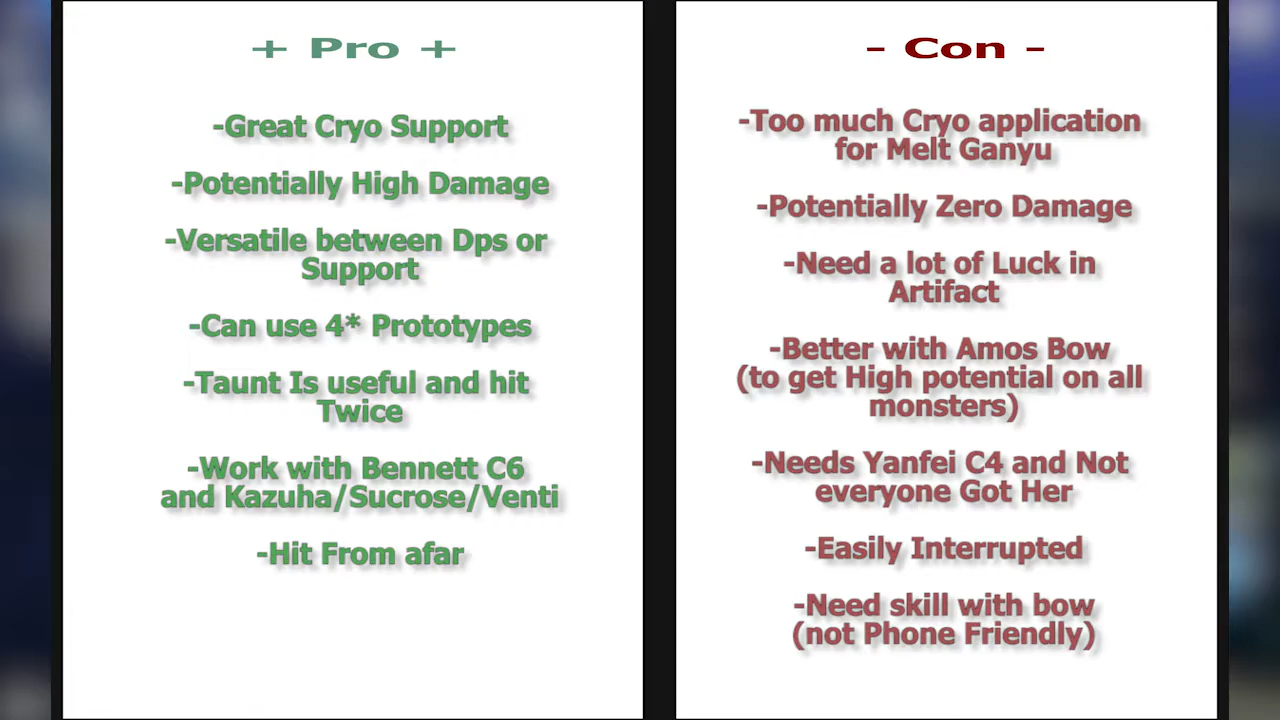 + Pro +
-Great Cryo Support
-Potentially High Damage
-Versatile between Dps or
Support
-Can use 4* Prototypes
-Taunt Is useful and hit
Twice
-Work with Bennett C6
and Kazuha/Sucrose/Venti
-Hit From afar
- Con -
-Too much Cryo application
for Melt Ganyu
-Potentially Zero Damage
-Need a lot of Luck in
Artifact
-Better with Amos Bow
(to get High potential on all
monsters)
-Needs Yanfei C4 and Not
everyone Got Her
-Easily Interrupted
-Need skill with bow
(not Phone Friendly)